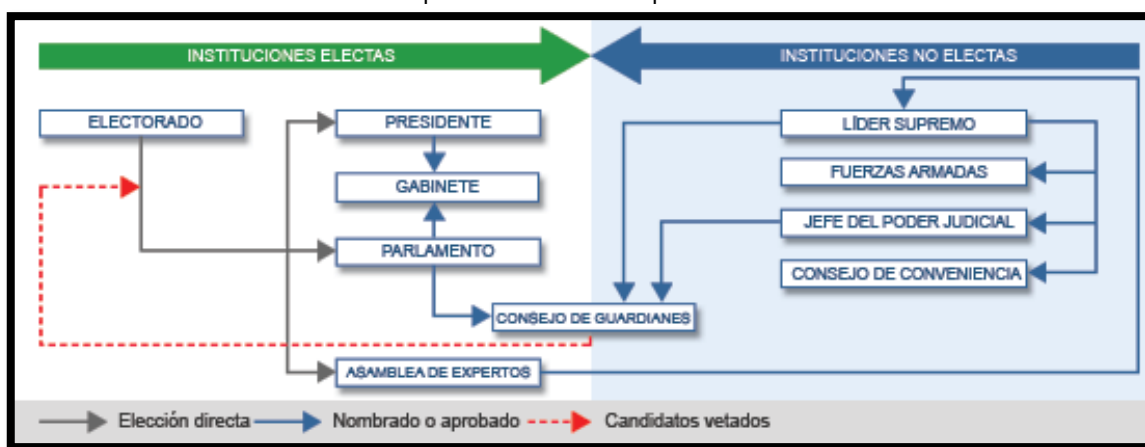 INSTITUCIONES ELECTAS
INSTITUCIONES NO ELECTAS
ELECTORADO
PRESIDENTE
LÍDER SUPREMO
GABINETE
FUERZAS ARMADAS
PARLAMENTO
JEFE DEL PODER JUDICIAL
CONSEJO DE CONVENIENCIA
CONSEJO DE GUARDIANES
ASAMBLEA DE EXPERTOS
Elección directa
Nombrado o aprobado
Candidatos vetados